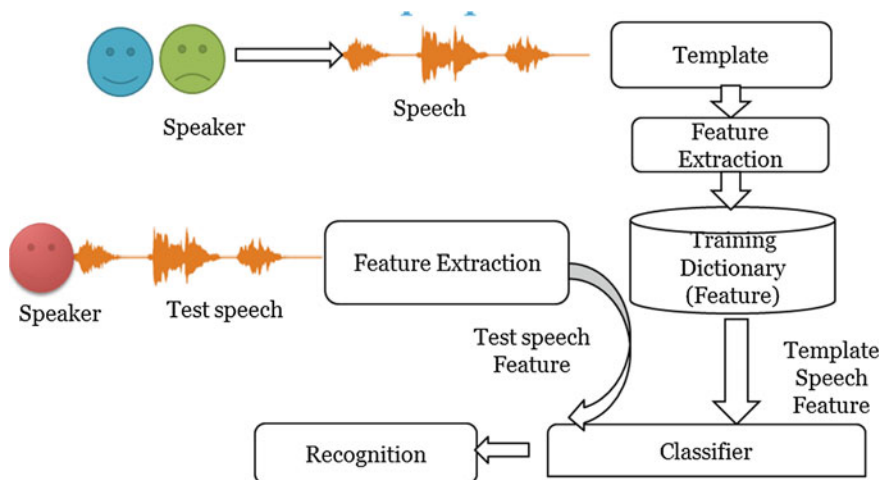 Template
Speech
Speaker
Feature
Extraction
Training
Dictionary
(Feature)
Feature Extraction
Speaker
Test speech
Test speech
Feature
Template
Speech
Feature
Recognition
Classifier